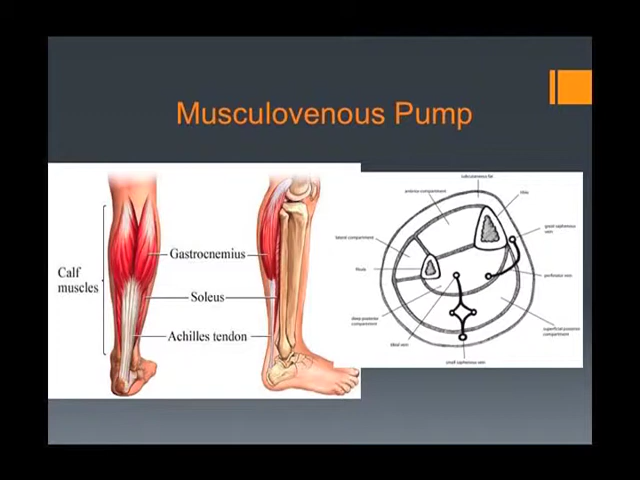 Musculovenous Pump
Calf
muscles
Gastrocnemius
Soleus
Achilles tendon
subcutaneous fat
anterior compartment
tibia
great saphenous
vein
lateral compartment
fibula
perforator vein
deep posterior
compartment
tibial vein
superficial posterior
compartment
small saphenous vein